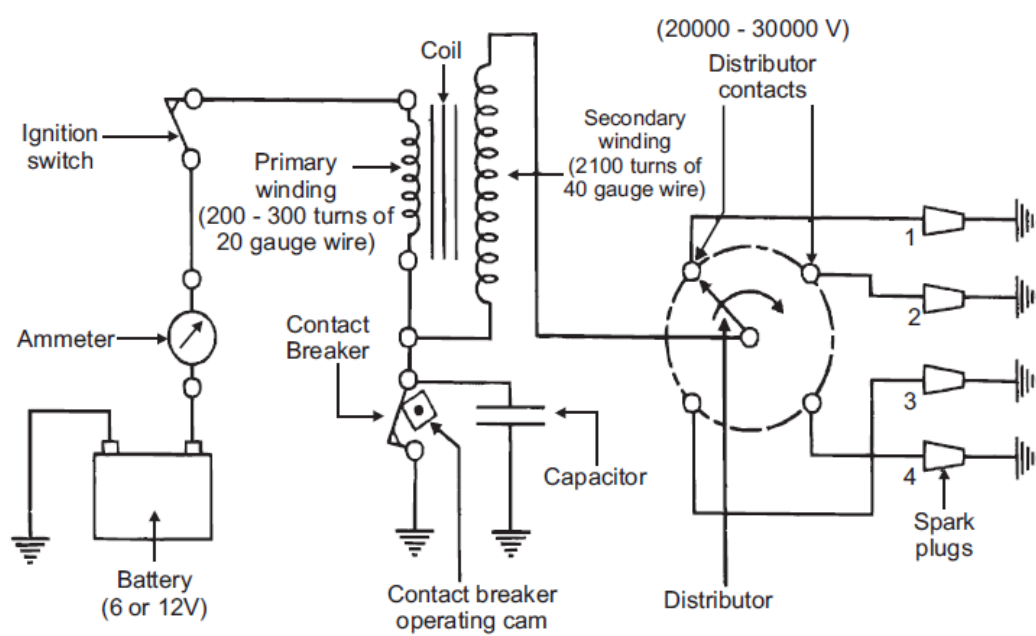 (20000 - 30000 V)
Distributor
contacts
Coil
Ignition
switch
Primary
winding
(200 - 300 turns of
20 gauge wire)
Secondary
winding
(2100 turns of
40 gauge wire)
1
2
3
4
Ammeter
Contact
Breaker
Capacitor
Spark
plugs
Battery
(6 or 12V)
Contact breaker
operating cam
Distributor